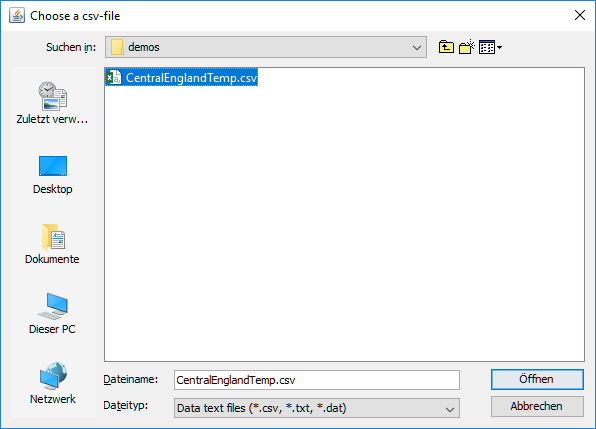 Choose a csv-file
Suchen in: demos
CentralEnglandTemp.csv
Zuletzt verw...
Desktop
Dokumente
Dieser PC
Netzwerk
Dateiname: CentralEnglandTemp.csv Öffnen
Dateityp: Data text files (*.csv, *.txt, *.dat) Abbrechen